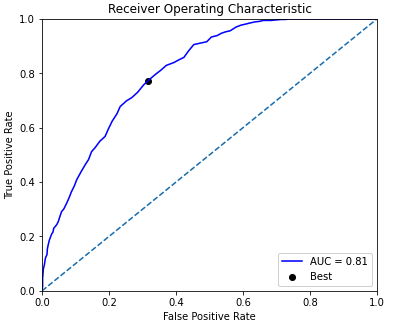 Receiver Operating Characteristic
1.0
0.8
0.6
0.4
0.2
0.0
True Positive Rate
AUC = 0.81
Best
0.0 0.2 0.4 0.6 0.8 1.0
False Positive Rate